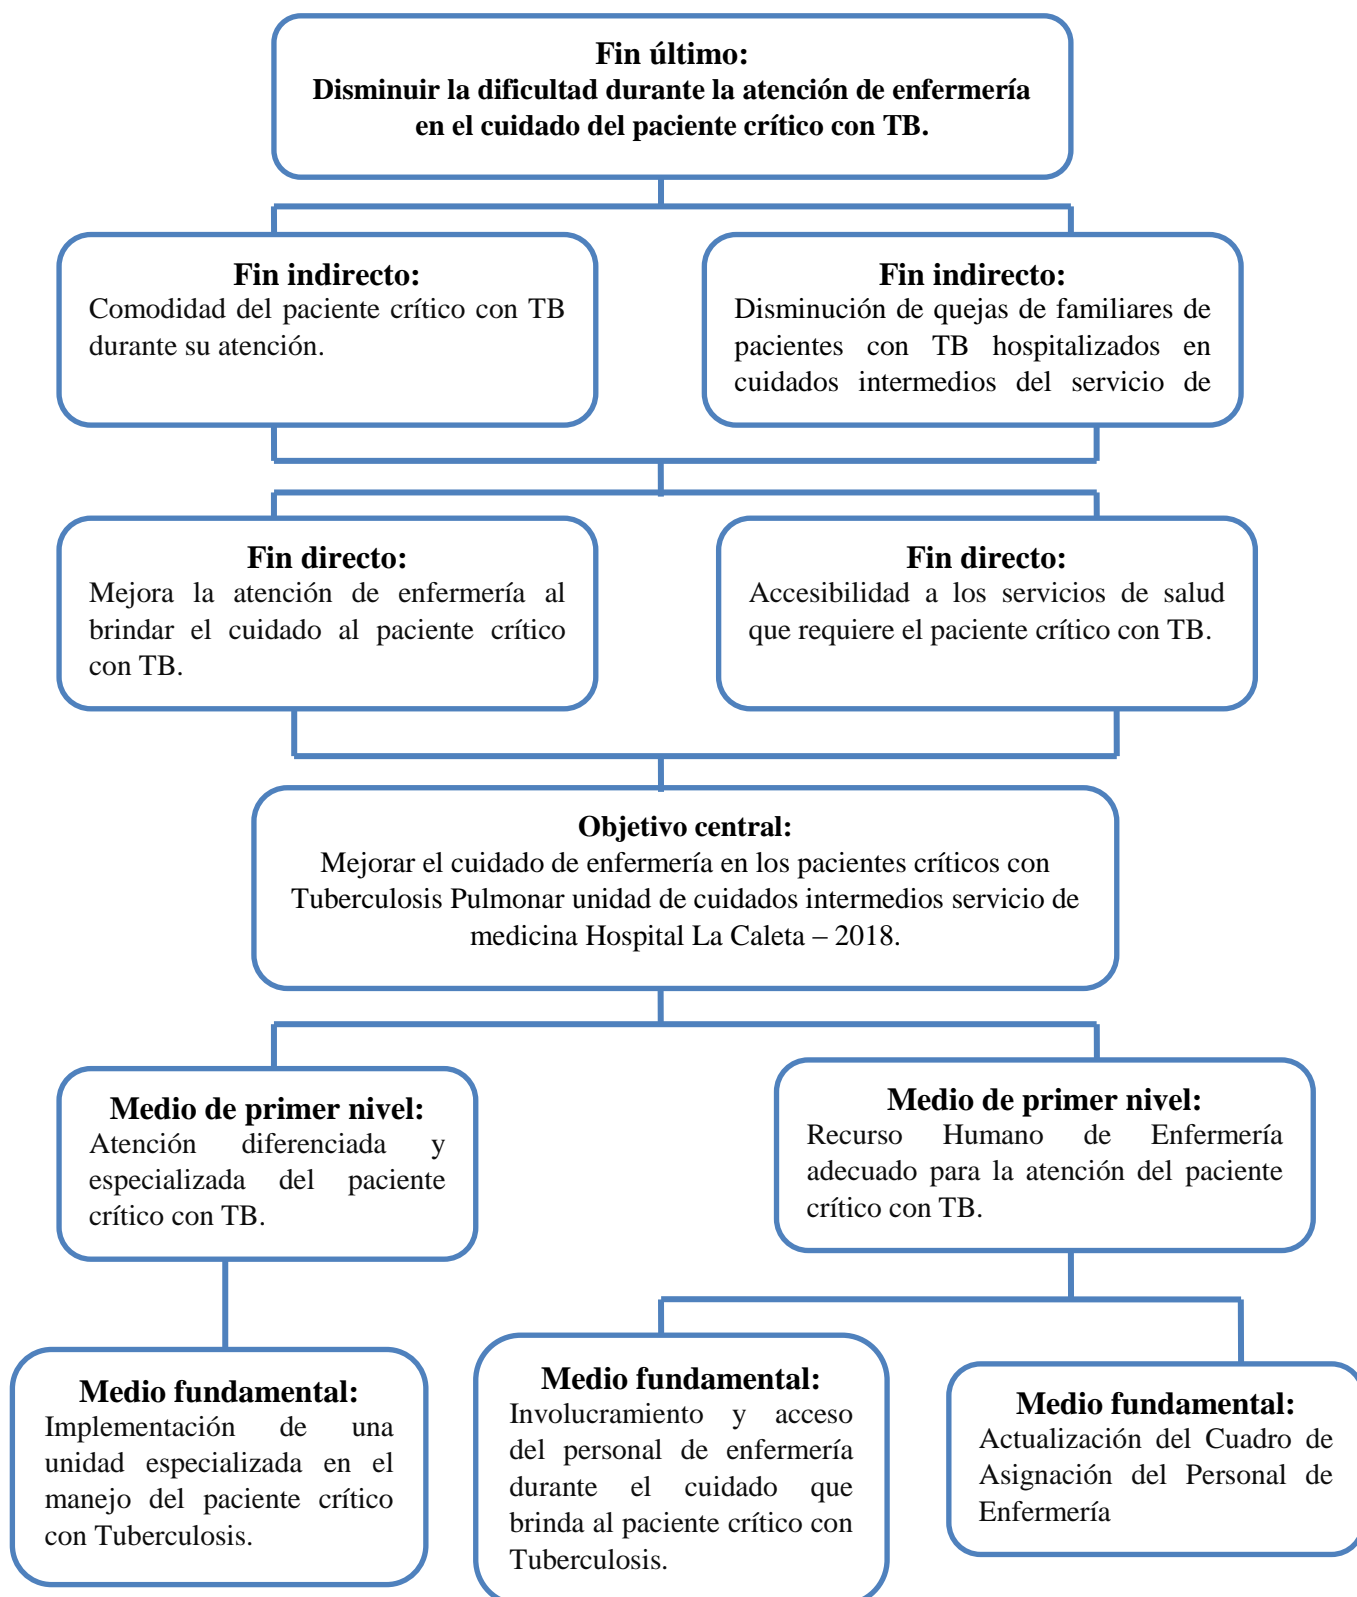 Fin último:
Disminuir la dificultad durante la atención de enfermería
en el cuidado del paciente crítico con TB.
Fin indirecto:
Comodidad del paciente crítico con TB
durante su atención.
Fin indirecto:
Disminución de quejas de familiares de
pacientes con TB hospitalizados en
cuidados intermedios del servicio de
Fin directo:
Mejora la atención de enfermería al
brindar el cuidado al paciente crítico
con TB.
Fin directo:
Accesibilidad a los servicios de salud
que requiere el paciente crítico con TB.
Objetivo central:
Mejorar el cuidado de enfermería en los pacientes críticos con
Tuberculosis Pulmonar unidad de cuidados intermedios servicio de
medicina Hospital La Caleta – 2018.
Medio de primer nivel:
Atención diferenciada y
especializada del paciente
crítico con TB.
Medio de primer nivel:
Recurso Humano de Enfermería
adecuado para la atención del paciente
crítico con TB.
Medio fundamental:
Implementación de una
unidad especializada en el
manejo del paciente crítico
con Tuberculosis.
Medio fundamental:
Involucramiento y acceso
del personal de enfermería
durante el cuidado que
brinda al paciente crítico con
Tuberculosis.
Medio fundamental:
Actualización del Cuadro de
Asignación del Personal de
Enfermería